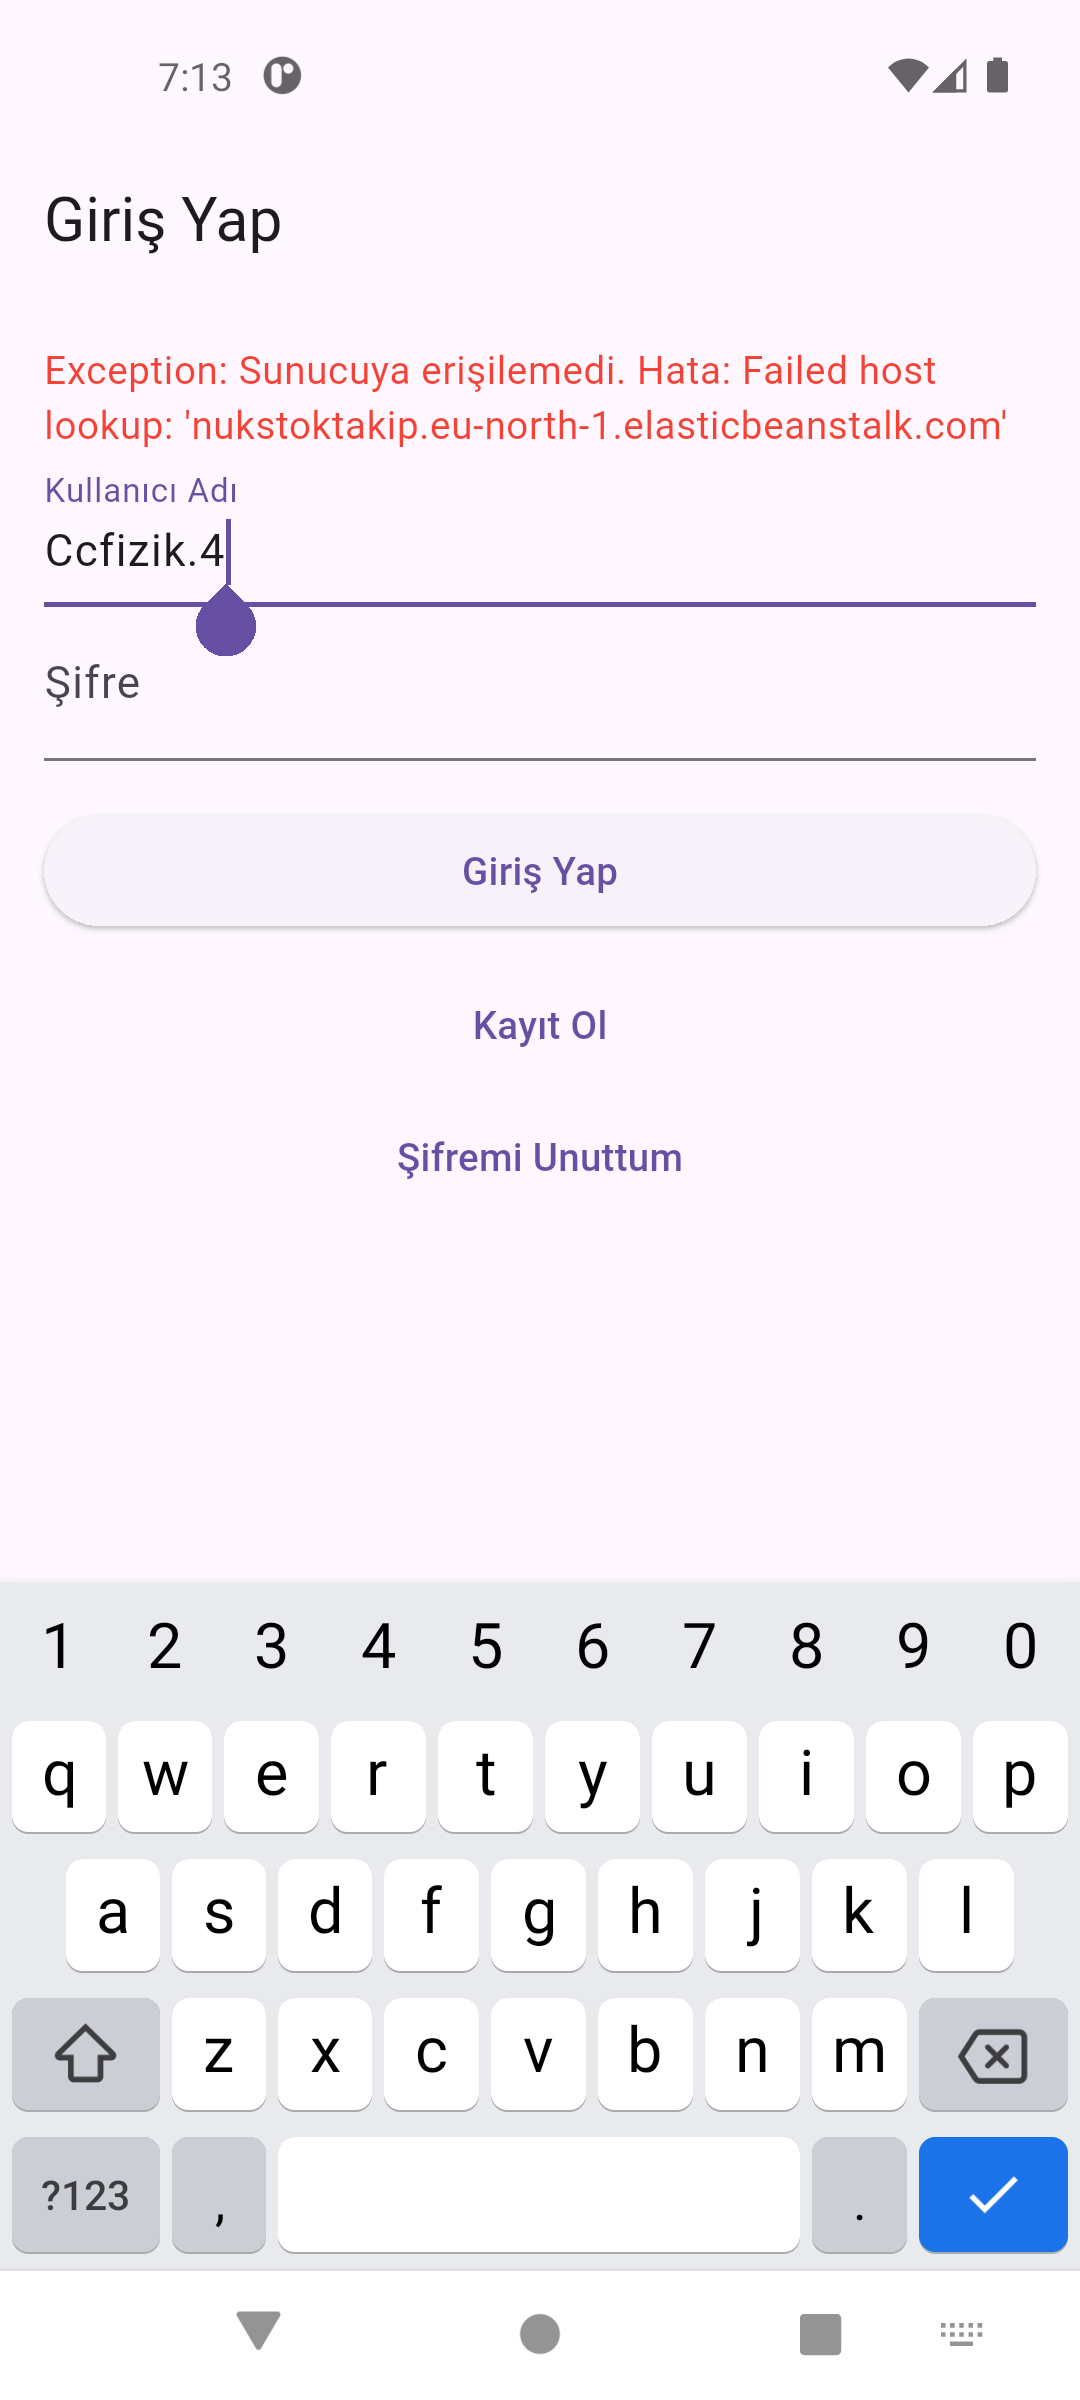 7:13
Giriş Yap
Exception: Sunucuya erişilemedi. Hata: Failed host
lookup: 'nukstoktakip.eu-north-1.elasticbeanstalk.com'
Kullanıcı Adı
Ccfizik.4
Şifre
Giriş Yap
Kayıt Ol
Şifremi Unuttum
1 2 3 4 5 6 7 8 9 0
q w e r t y u i o p
a s d f g h j k l
z x c v b n m
?123 , .